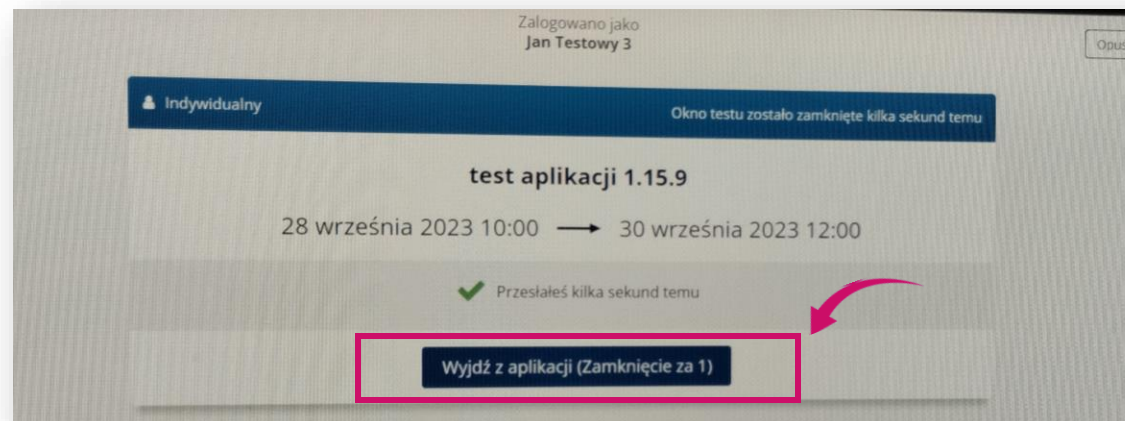 Zalogowano jako
Jan Testowy 3
Indywidualny
Okno testu zostało zamknięte kilka sekund temu
test aplikacji 1.15.9
28 września 2023 10:00 → 30 września 2023 12:00
Przesłałeś kilka sekund temu
Wyjdź z aplikacji (Zamknięcie za 1)